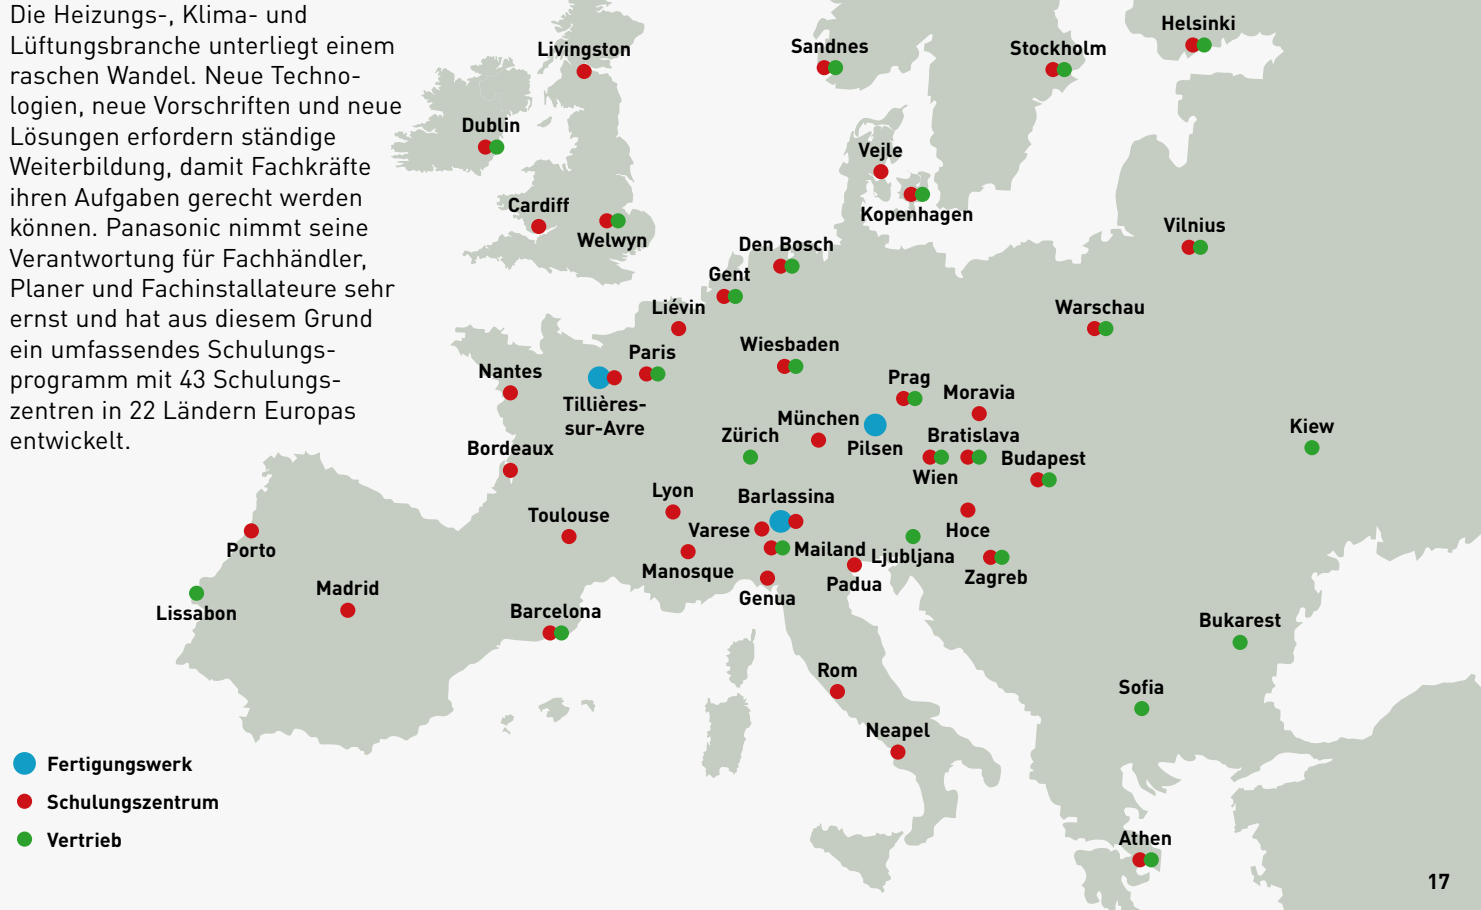 Die Heizungs-, Klima- und
Lüftungsbranche unterliegt einem
raschen Wandel. Neue Techno-
logien, neue Vorschriften und neue
Lösungen erfordern ständige
Weiterbildung, damit Fachkräfte
ihren Aufgaben gerecht werden
können. Panasonic nimmt seine
Verantwortung für Fachhändler,
Planer und Fachinstallateure sehr
ernst und hat aus diesem Grund
ein umfassendes Schulungs-
programm mit 43 Schulungs-
zentren in 22 Ländern Europas
entwickelt.
Helsinki
Sandnes
Stockholm
Livingston
Dublin
Vejle
Cardiff
Kopenhagen
Vilnius
Welwyn
Den Bosch
Gent
Liévin
Warschau
Wiesbaden
Paris
Nantes
Prag
Moravia
Tillières-
sur-Avre
München
Kiew
Zürich
Bratislava
Bordeaux
Pilsen
Budapest
Wien
Lyon
Barlassina
Toulouse
Varese
Hoce
Porto
Mailand
Ljubljana
Manosque
Zagreb
Padua
Madrid
Genua
Lissabon
Barcelona
Bukarest
Rom
Sofia
Neapel
Fertigungswerk
Schulungszentrum
Vertrieb
Athen
17